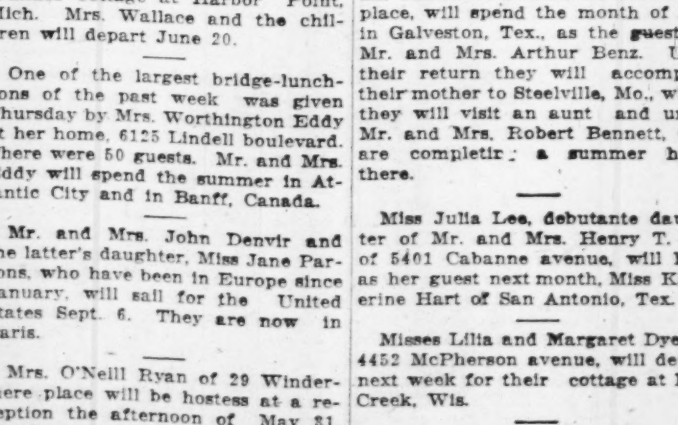 Point,
ich. Mrs. Wallace and the chil-
ren will depart June 20.
One of the largest bridge-lunch-
ons of the past week was given
hursday by Mrs. Worthington Eddy
t her home, 6125 Lindell boulevard.
here were 50 guests. Mr. and Mrs.
ddy will spend the summer in At-
antic City and in Banff, Canada.
Mr. and Mrs. John Denvir and
he latter's daughter, Miss Jane Par-
ons, who have been in Europe since
anuary, will sail for the United
tates Sept. 6. They are now in
aris.
Mrs. O'Neill Ryan of 29 Winder-
mere place will be hostess at a re-
eption the afternoon of May 31
place, will spend the month of
in Galveston, Tex., as the guest
Mr. and Mrs. Arthur Benz. U
their return they will accomp
their mother to Steelville, Mo., w
they will visit an aunt and un
Mr. and Mrs. Robert Bennett,
are completir a summer h
there.
Miss Julia Lee, debutante dau
ter of Mr. and Mrs. Henry T.
of 5401 Cabanne avenue, will
as her guest next month, Miss K
erine Hart of San Antonio, Tex.
Misses Lilia and Margaret Dye
4452 McPherson avenue, will de
next week for their cottage at
Creek, Wis.